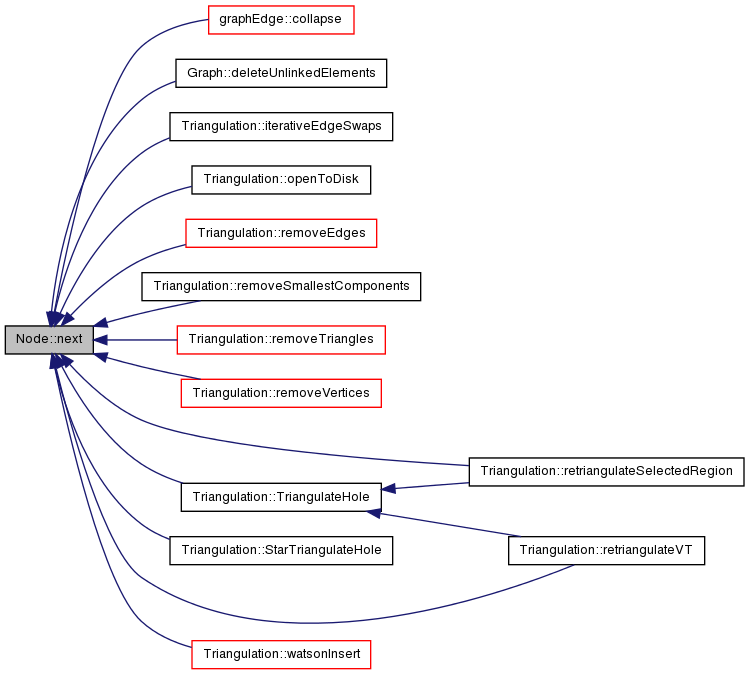 graphEdge::collapse
Graph::deleteUnlinkedElements
Triangulation::iterativeEdgeSwaps
Triangulation::openToDisk
Triangulation::removeEdges
Triangulation::removeSmallestComponents
Node::next
Triangulation::removeTriangles
Triangulation::removeVertices
Triangulation::retriangulateSelectedRegion
Triangulation::TriangulateHole
Triangulation::StarTriangulateHole
Triangulation::retriangulateVT
Triangulation::watsonInsert